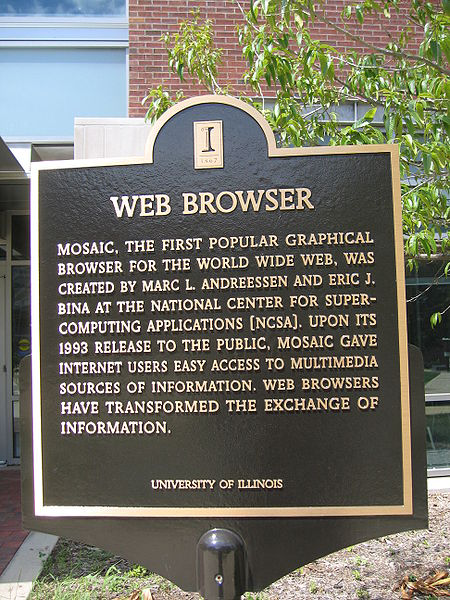 I
1867
WEB BROWSER
MOSAIC, THE FIRST POPULAR GRAPHICAL
BROWSER FOR THE WORLD WIDE WEB, WAS
CREATED BY MARC L. ANDREESSEN AND ERIC J.
BINA AT THE NATIONAL CENTER FOR SUPER-
COMPUTING APPLICATIONS [NCSA]. UPON ITS
1993 RELEASE TO THE PUBLIC, MOSAIC GAVE
INTERNET USERS EASY ACCESS TO MULTIMEDIA
SOURCES OF INFORMATION. WEB BROWSERS
HAVE TRANSFORMED THE EXCHANGE OF
INFORMATION.
UNIVERSITY OF ILLINOIS